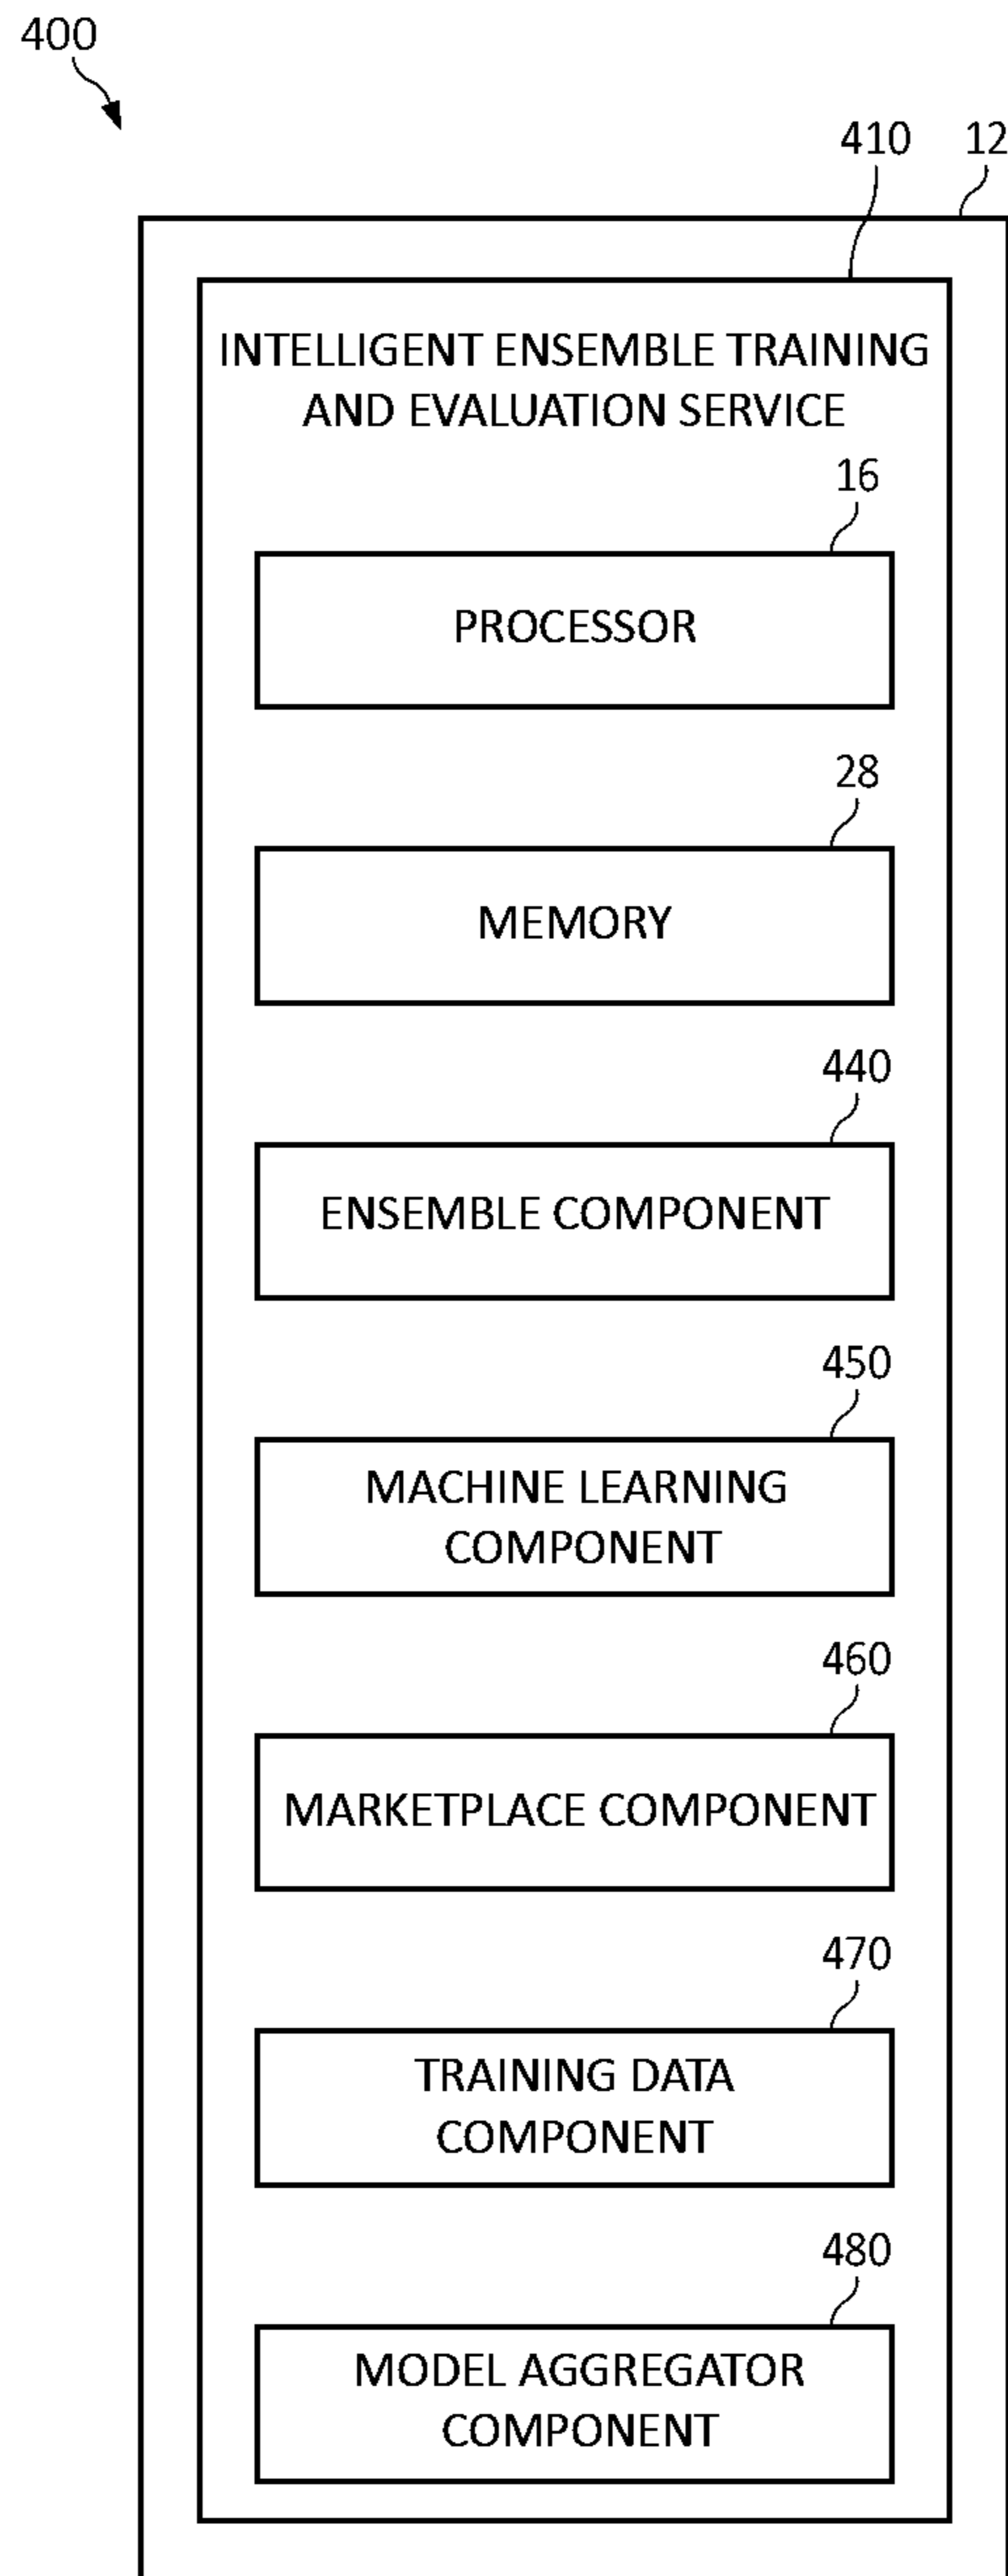 400
410
12
INTELLIGENT ENSEMBLE TRAINING
AND EVALUATION SERVICE
16
PROCESSOR
28
MEMORY
440
ENSEMBLE COMPONENT
450
MACHINE LEARNING
COMPONENT
460
MARKETPLACE COMPONENT
470
TRAINING DATA
COMPONENT
480
MODEL AGGREGATOR
COMPONENT